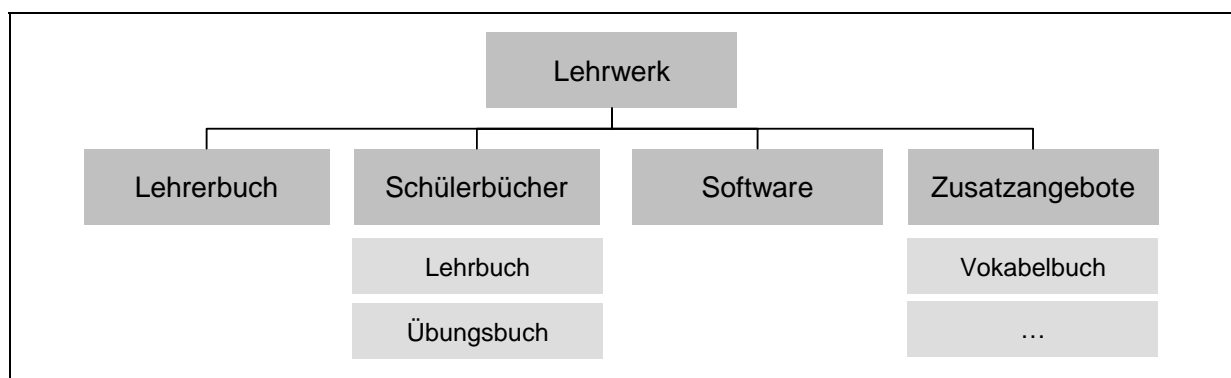 Lehrwerk
Lehrerbuch
Schülerbücher
Software
Zusatzangebote
Lehrbuch
Vokabelbuch
Übungsbuch
…